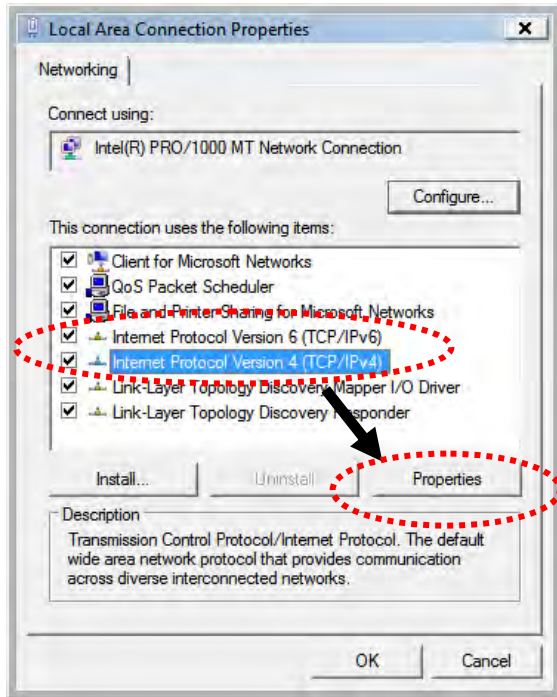 Local Area Connection Properties
Networking
Connect using:
Intel(R) PRO/1000 MT Network Connection
Configure...
This connection uses the following items:
Client for Microsoft Networks
QoS Packet Scheduler
File and Printer Sharing for Microsoft Networks
Internet Protocol Version 6 (TCP/IPv6)
Internet Protocol Version 4 (TCP/IPv4)
Link-Layer Topology Discovery Mapper I/O Driver
Link-Layer Topology Discovery Responder
Install... Uninstall Properties
Description
Transmission Control Protocol/Internet Protocol. The default
wide area network protocol that provides communication
across diverse interconnected networks.
OK Cancel